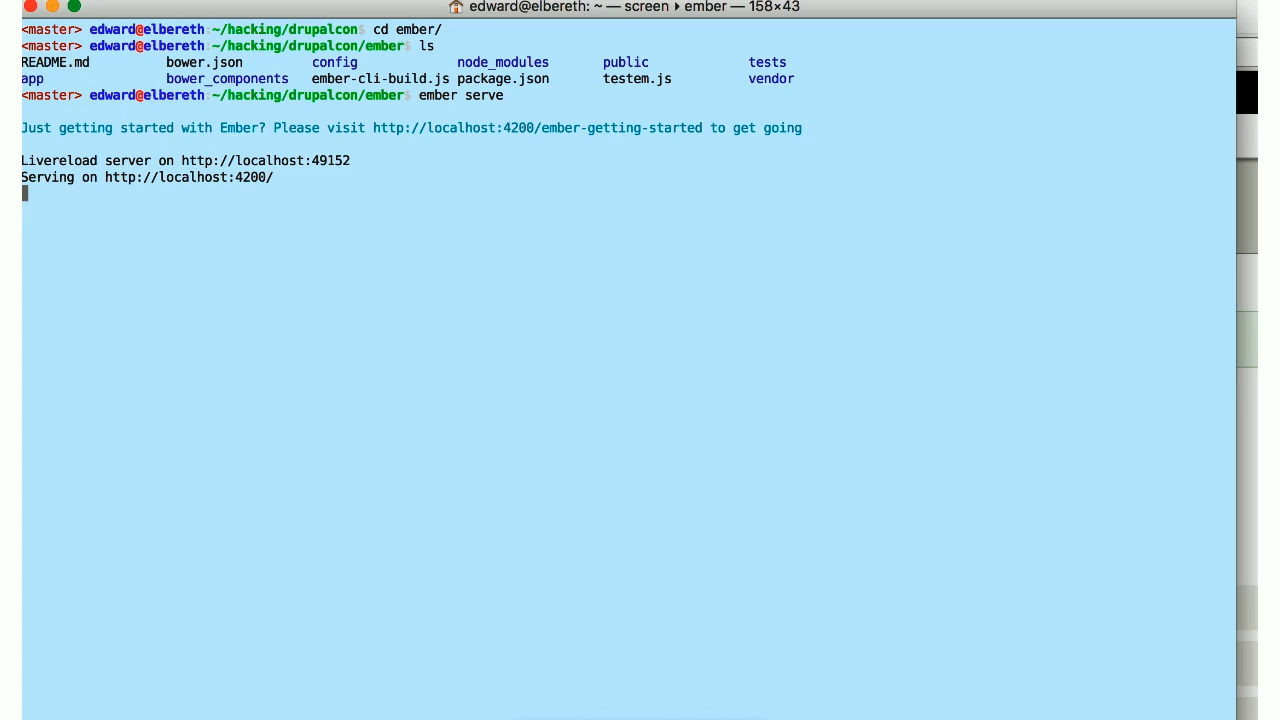 edward@elbereth: ~ — screen ▸ ember — 158×43
<master> edward@elbereth:~/hacking/drupalcon$ cd ember/
<master> edward@elbereth:~/hacking/drupalcon/ember$ ls
README.md bower.json config node_modules public tests
app bower_components ember-cli-build.js package.json testem.js vendor
<master> edward@elbereth:~/hacking/drupalcon/ember$ ember serve
Just getting started with Ember? Please visit http://localhost:4200/ember-getting-started to get going
Livereload server on http://localhost:49152
Serving on http://localhost:4200/